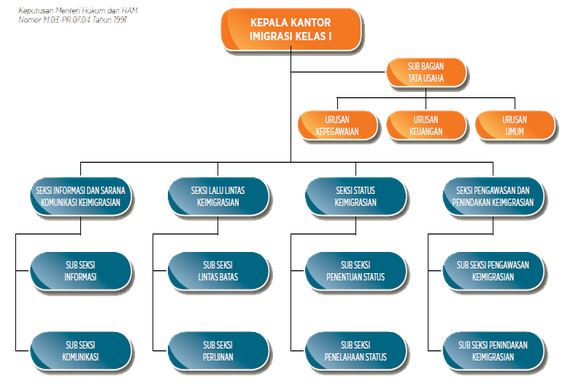 Keputusan Menteri Hukum dan HAM
Nomor M.03-PR.07.04 Tahun 1991
KEPALA KANTOR
IMIGRASI KELAS I
SUB BAGIAN
TATA USAHA
URUSAN
KEPEGAWAIAN
URUSAN
KEUANGAN
URUSAN
UMUM
SEKSI INFORMASI DAN SARANA
KOMUNIKASI KEIMIGRASIAN
SEKSI LALU LINTAS
KEIMIGRASIAN
SEKSI STATUS
KEIMIGRASIAN
SEKSI PENGAWASAN DAN
PENINDAKAN KEIMIGRASIAN
SUB SEKSI
INFORMASI
SUB SEKSI
LINTAS BATAS
SUB SEKSI
PENENTUAN STATUS
SUB SEKSI PENGAWASAN
KEIMIGRASIAN
SUB SEKSI
KOMUNIKASI
SUB SEKSI
PERIJINAN
SUB SEKSI
PENELAHAAN STATUS
SUB SEKSI PENINDAKAN
KEIMIGRASIAN